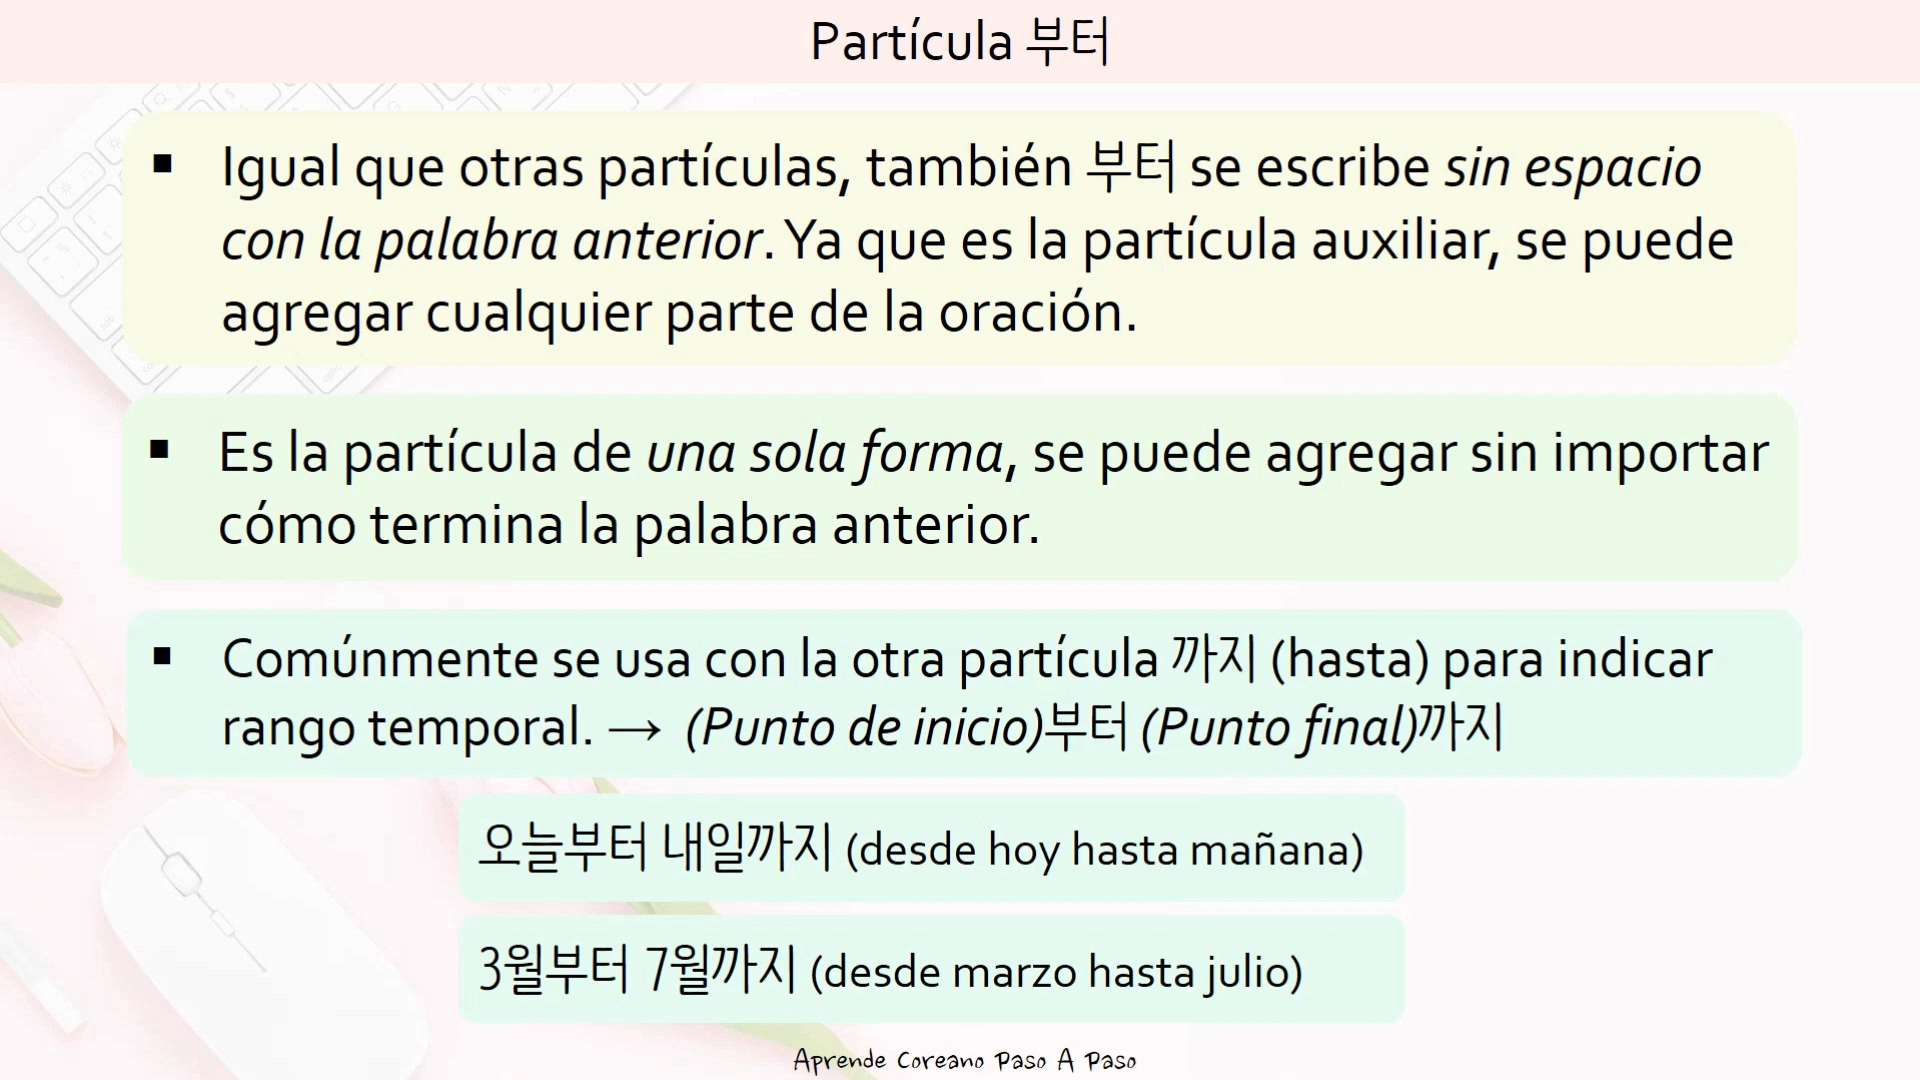 Partícula 부터
▪ Igual que otras partículas, también 부터 se escribe sin espacio
con la palabra anterior. Ya que es la partícula auxiliar, se puede
agregar cualquier parte de la oración.
▪ Es la partícula de una sola forma, se puede agregar sin importar
cómo termina la palabra anterior.
▪ Comúnmente se usa con la otra partícula 까지 (hasta) para indicar
rango temporal. → (Punto de inicio)부터 (Punto final)까지
오늘부터 내일까지 (desde hoy hasta mañana)
3월부터 7월까지 (desde marzo hasta julio)
Aprende Coreano Paso A Paso